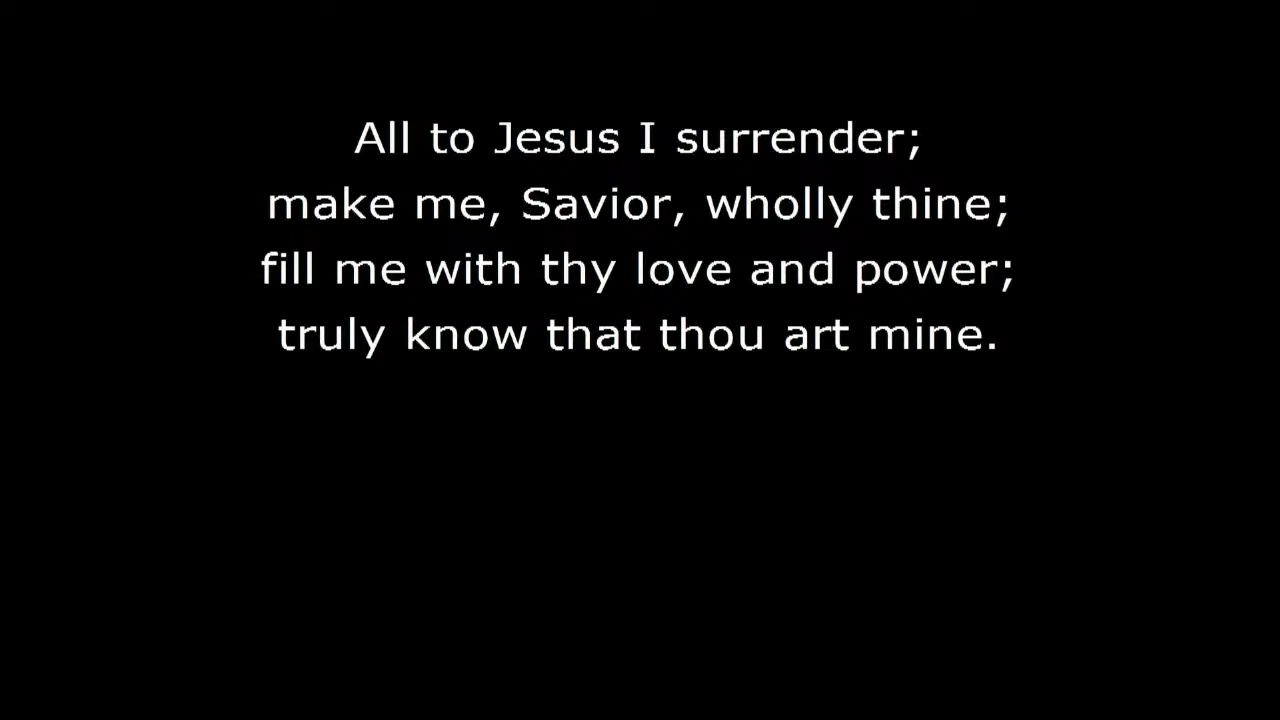 All to Jesus I surrender;
make me, Savior, wholly thine;
fill me with thy love and power;
truly know that thou art mine.